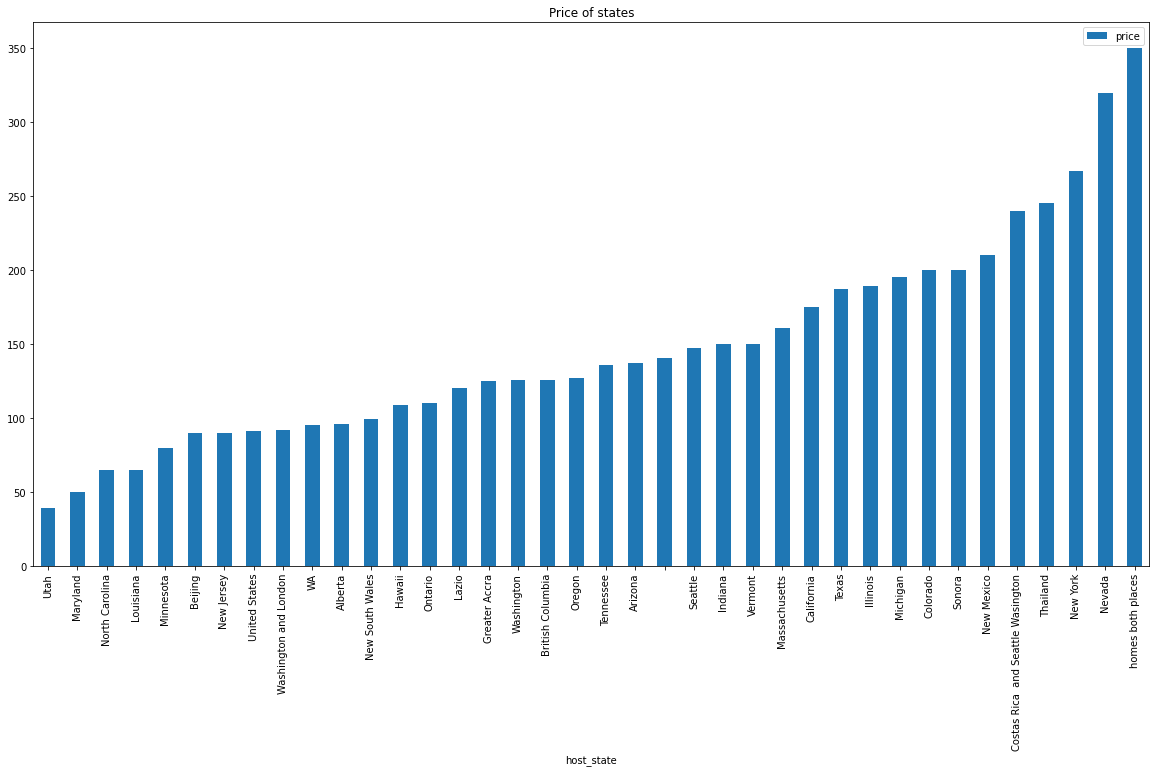 Price of states
price
350
300
250
200
150
100
50
0
Utah
Maryland
North Carolina
Louisiana
Minnesota
Beijing
New Jersey
United States
Washington and London
WA
Alberta
New South Wales
Hawaii
Ontario
Lazio
Greater Accra
Washington
British Columbia
Oregon
Tennessee
Arizona
Seattle
Indiana
Vermont
Massachusetts
California
Texas
Illinois
Michigan
Colorado
Sonora
New Mexico
Costas Rica  and Seattle Wasington
Thailand
New York
Nevada
homes both places
host_state